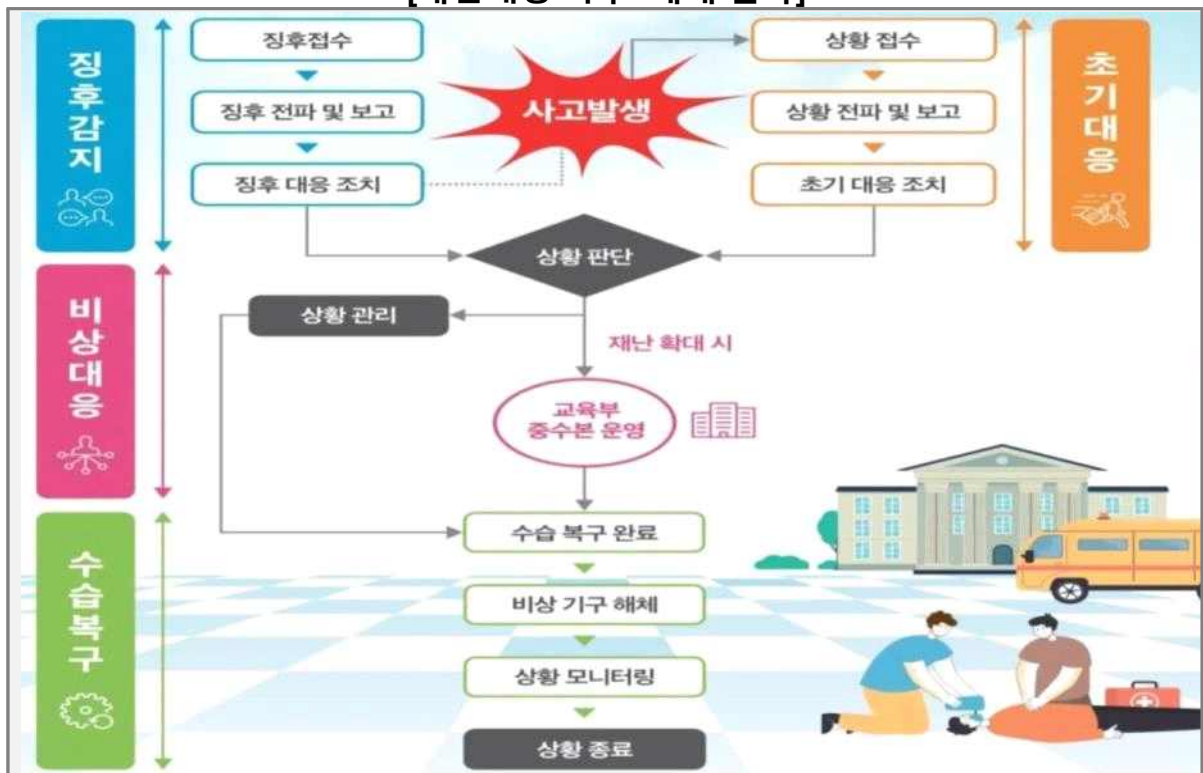 징후감지
징후접수
징후 전파 및 보고
징후 대응 조치
사고발생
상황 접수
상황 전파 및 보고
초기 대응 조치
초기대응
상황 판단
비상대응
상황 관리
재난 확대 시
교육부
중수본 운영
수습복구
수습 복구 완료
비상 기구 해체
상황 모니터링
상황 종료